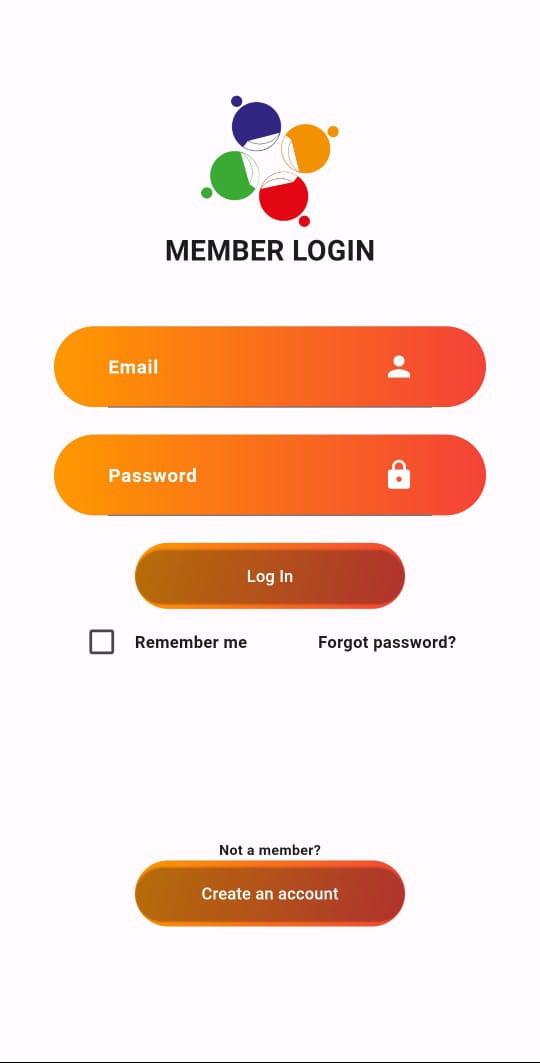 MEMBER LOGIN
Email
Password
Log In
Remember me Forgot password?
Not a member?
Create an account